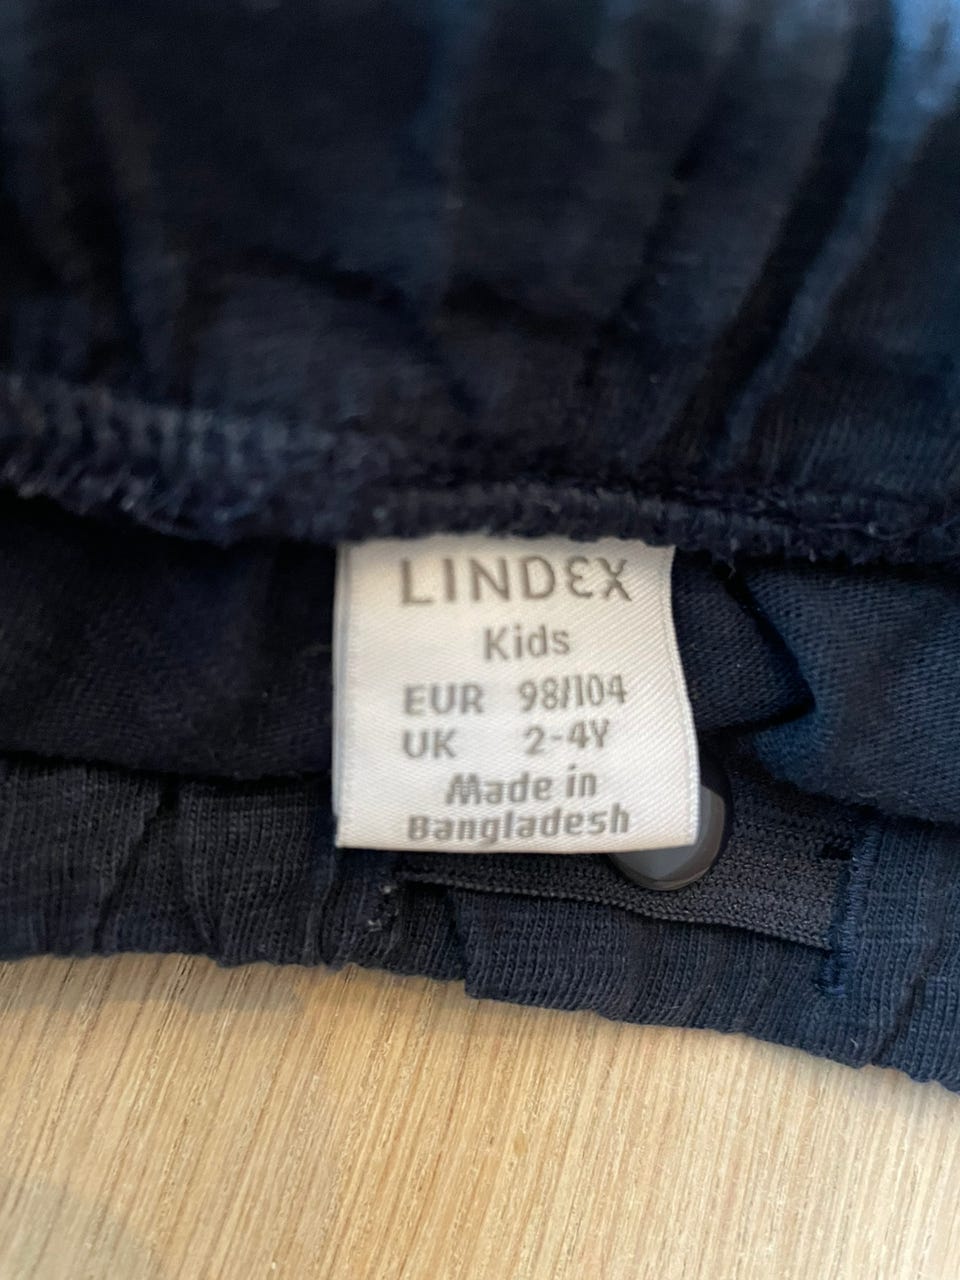 LINDEX
Kids
EUR 98/104
UK 2-4Y
Made in
Bangladesh